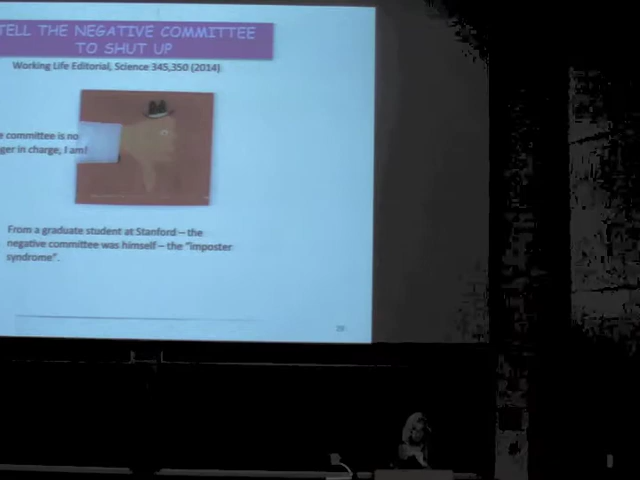 TELL THE NEGATIVE COMMITTEE
TO SHUT UP
Working Life Editorial, Science 345,350 (2014)
e committee is no
ger in charge, I am!
From a graduate student at Stanford – the
negative committee was himself – the "imposter
syndrome".